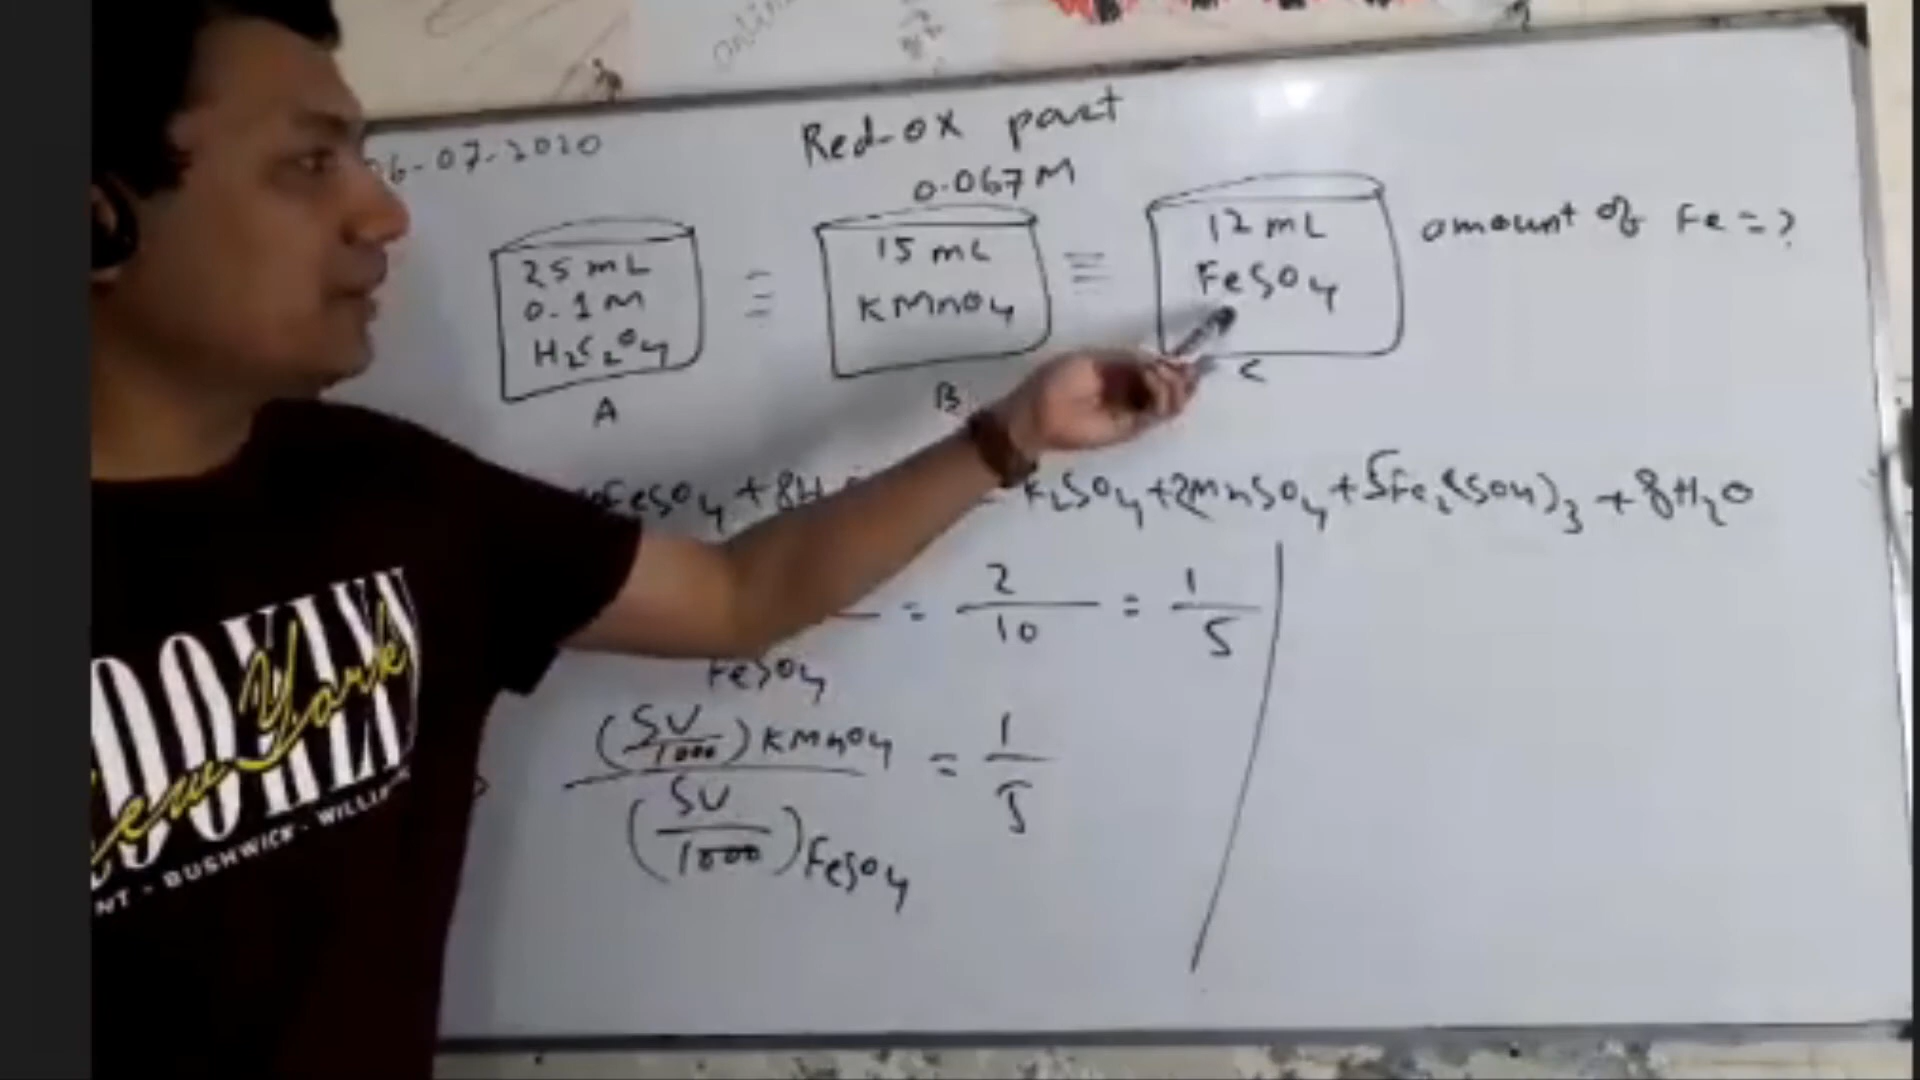 Red-ox part
06-07-2020
0.067 M
25 mL
0.1 M
H₂C₂O₄
A
≡
15 mL
KMnO₄
B
≡
12 mL
FeSO₄
C
amount of Fe = ?
FeSO₄ + 8H K₂SO₄ + 2MnSO₄ + 5Fe₂(SO₄)₃ + 8H₂O
= 2/10 = 1/5
FeSO₄
(SV/1000) KMnO₄ = 1/5
(SV/1000) FeSO₄
New York
NT - BUSHWICK - WILLI